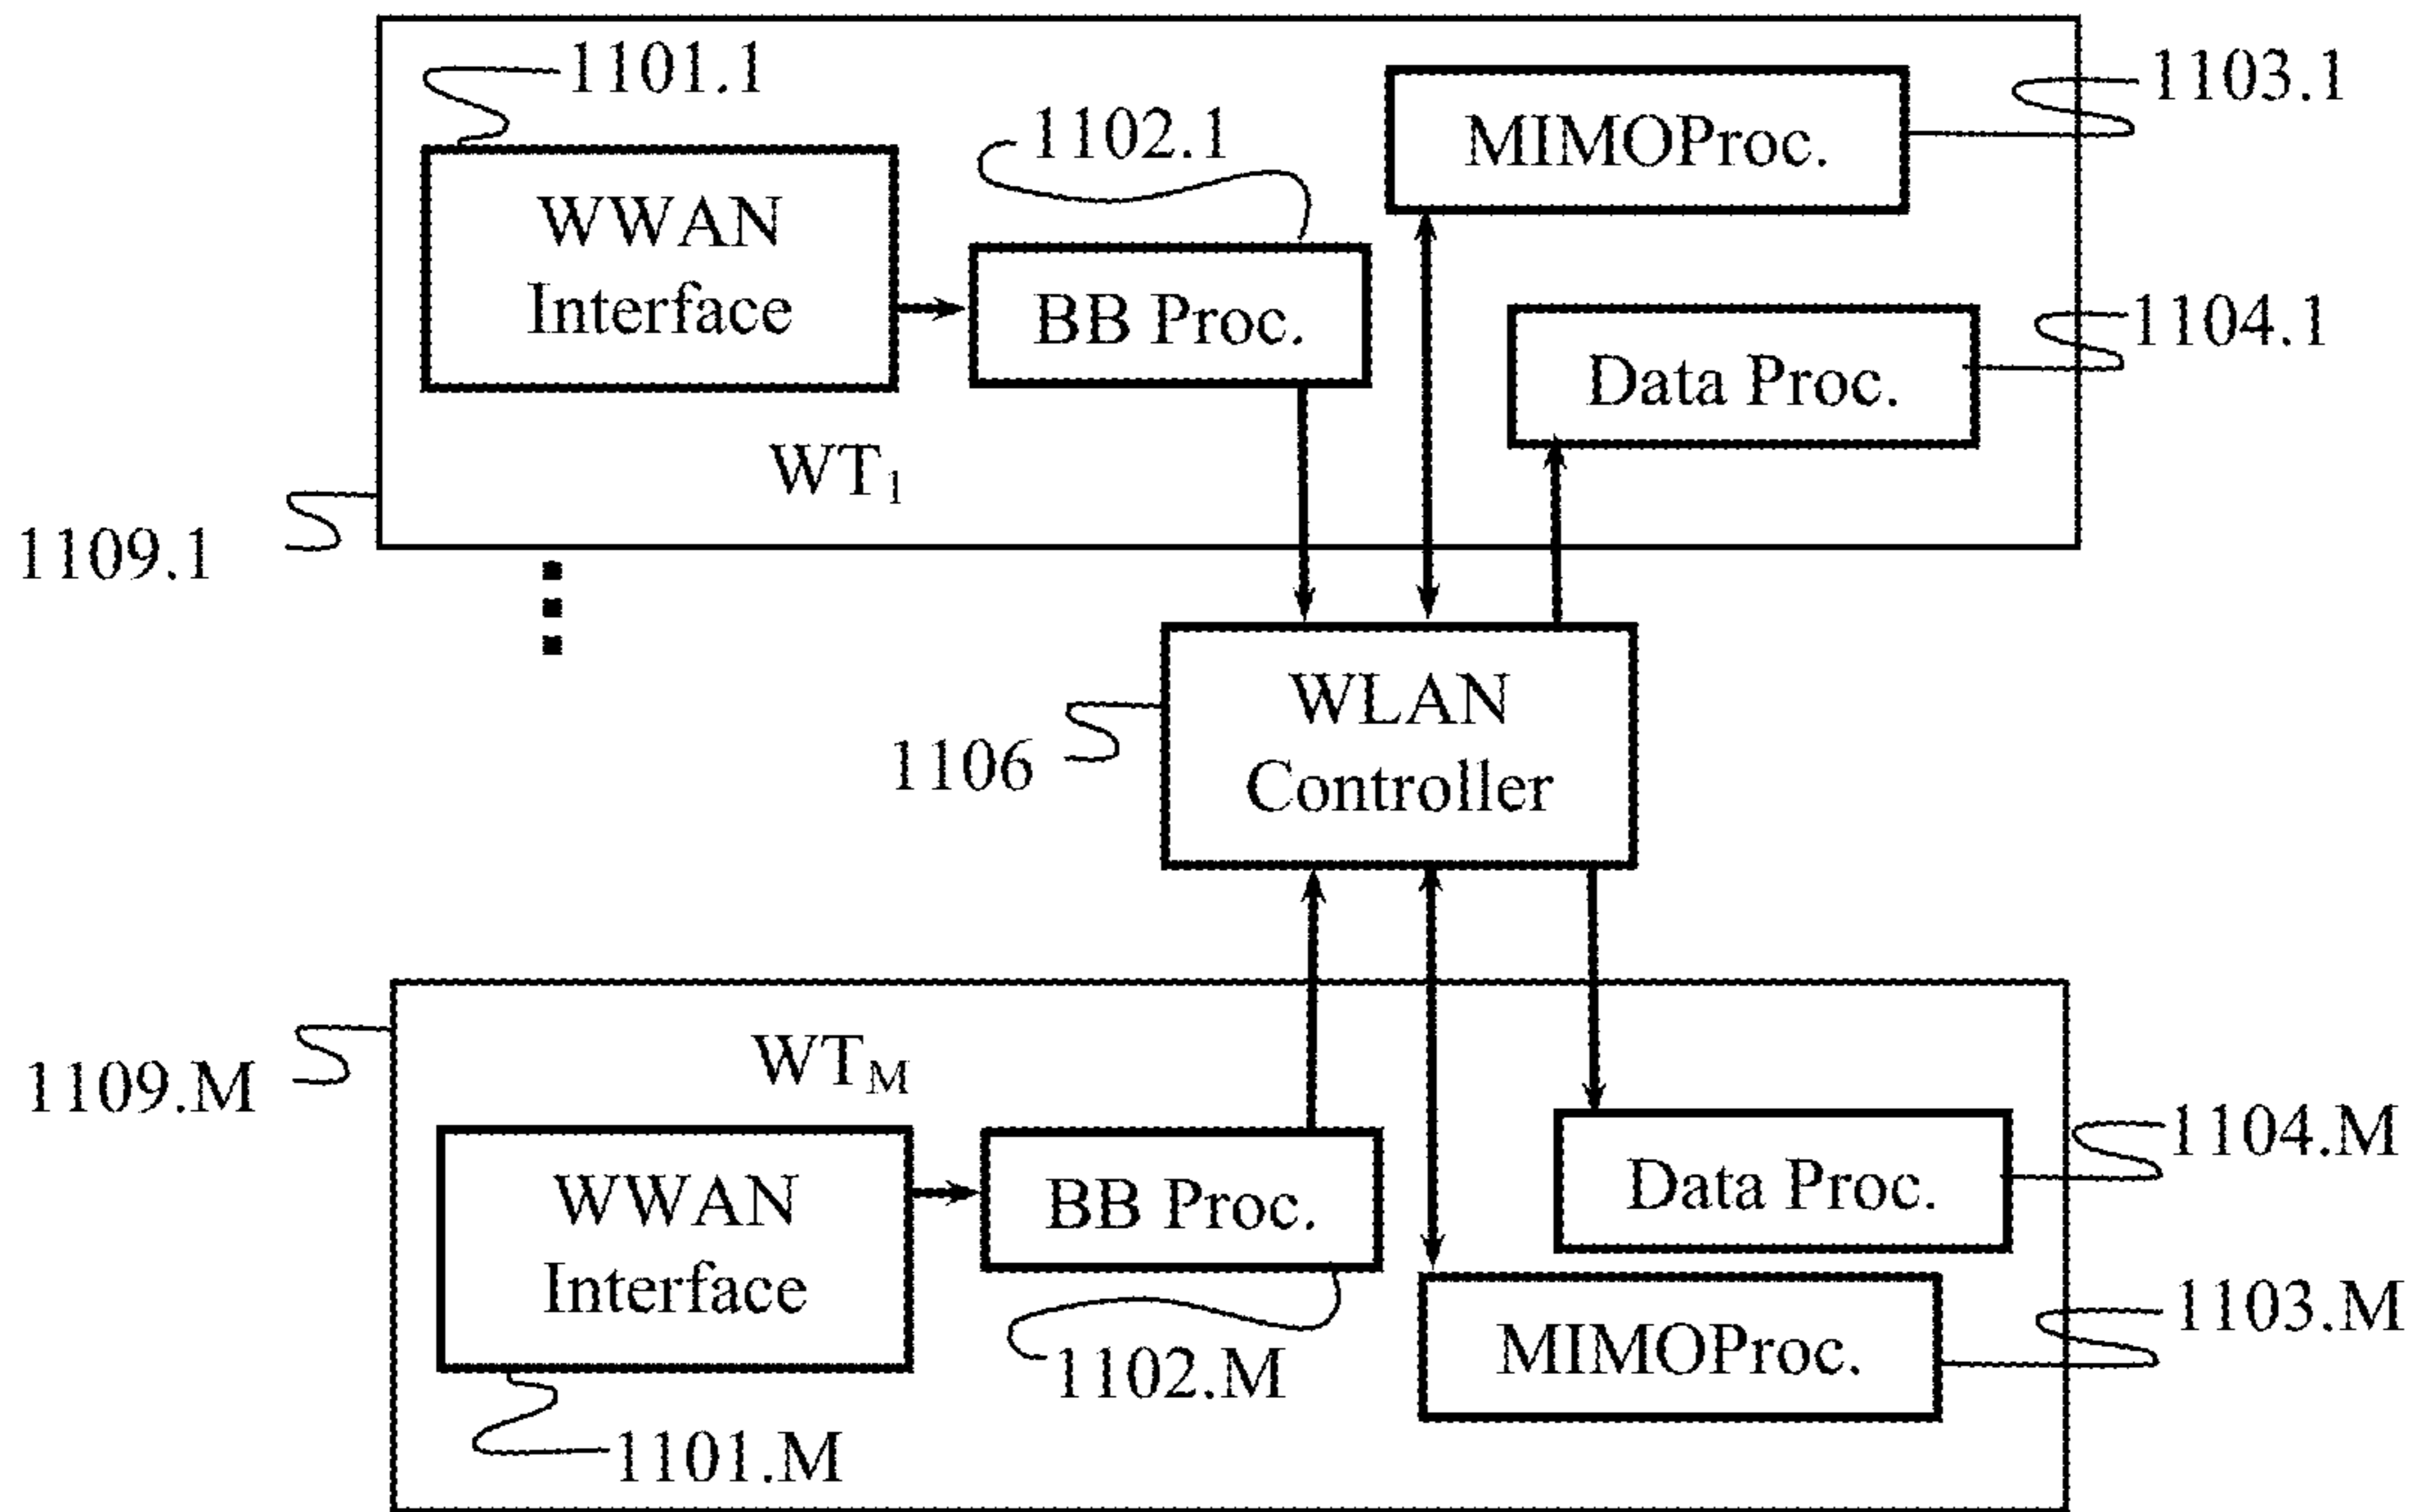 1101.1
1103.1
1102.1
MIMOProc.
WWAN
Interface
BB Proc.
1104.1
Data Proc.
WT₁
1109.1
WLAN
Controller
1106
WT_M
1109.M
1104.M
Data Proc.
WWAN
Interface
BB Proc.
1103.M
MIMOProc.
1102.M
1101.M